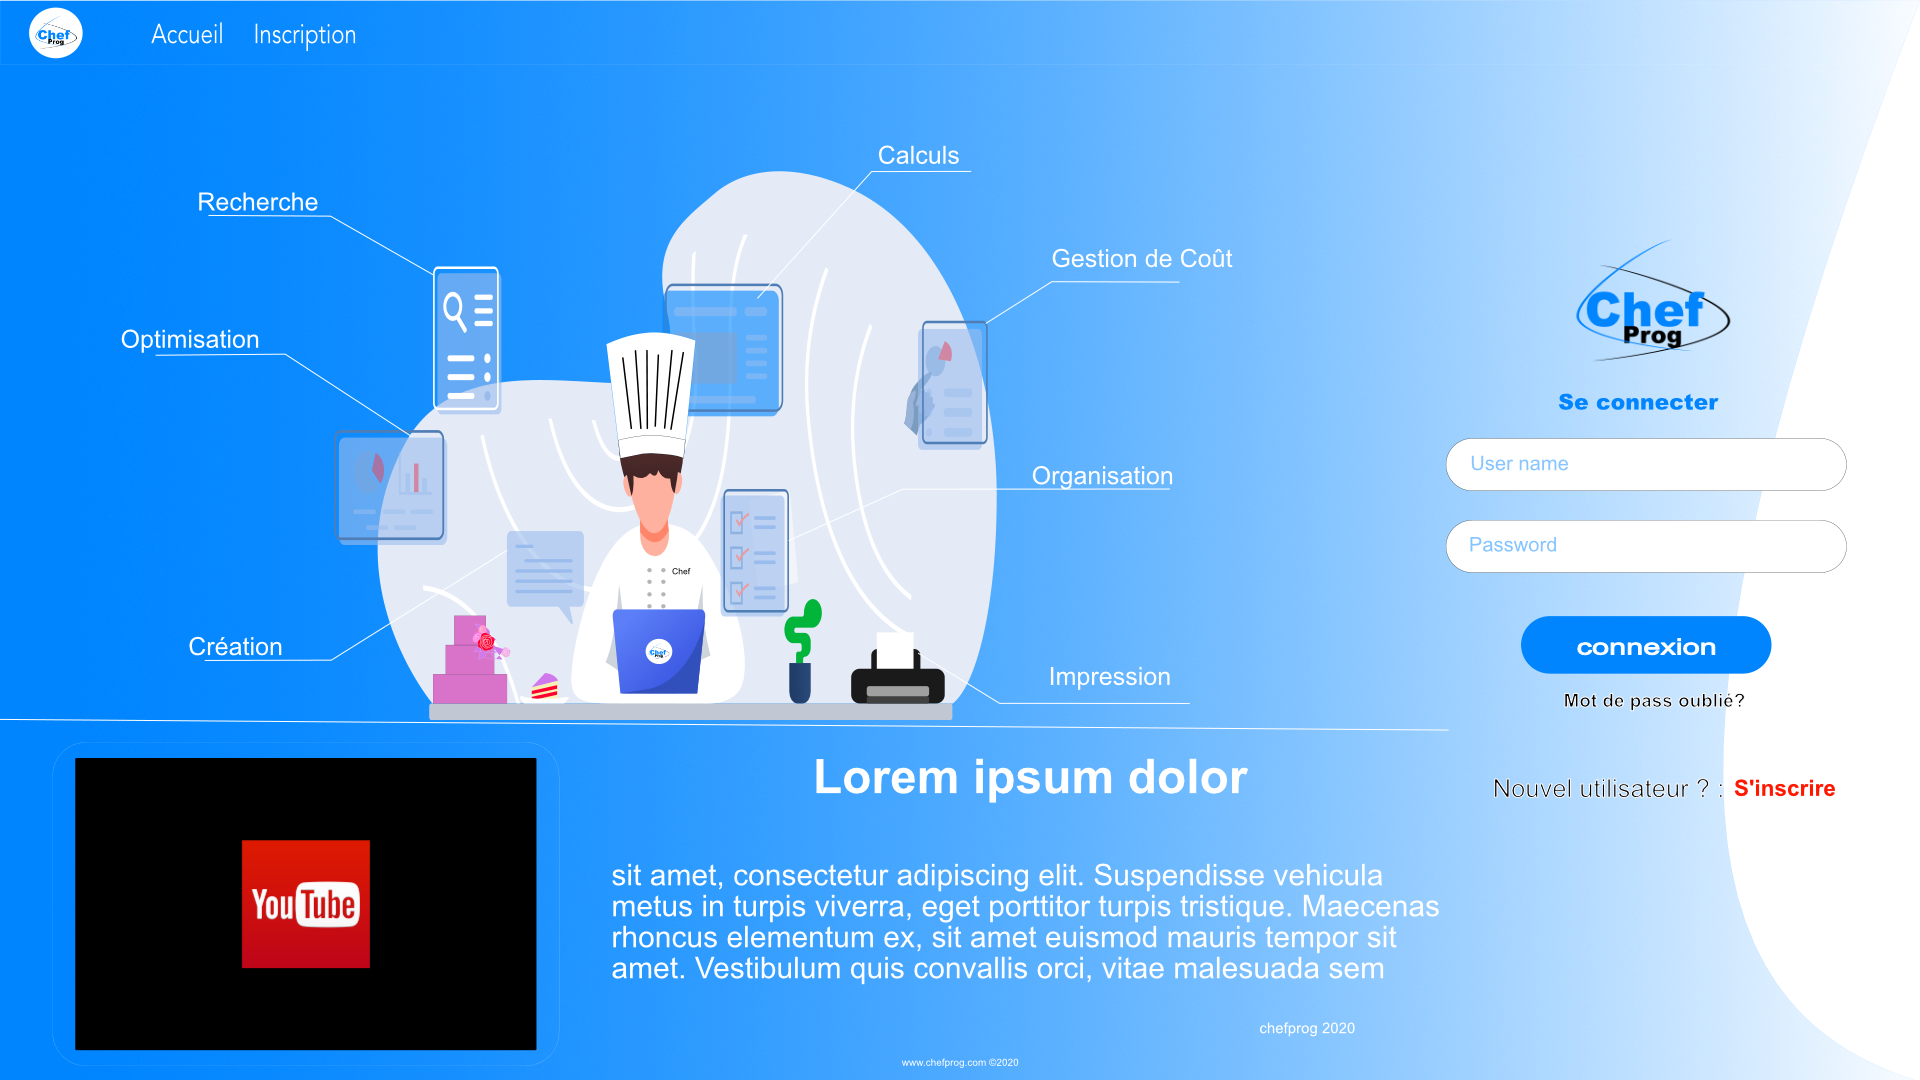 Chef
Prog
Accueil
Inscription
Calculs
Recherche
Gestion de Coût
Optimisation
Organisation
Création
Impression
Chef
Chef
Prog
Chef
Prog
Se connecter
User name
Password
connexion
Mot de pass oublié?
Nouvel utilisateur ? : S'inscrire
YouTube
Lorem ipsum dolor
sit amet, consectetur adipiscing elit. Suspendisse vehicula
metus in turpis viverra, eget porttitor turpis tristique. Maecenas
rhoncus elementum ex, sit amet euismod mauris tempor sit
amet. Vestibulum quis convallis orci, vitae malesuada sem
chefprog 2020
www.chefprog.com ©2020